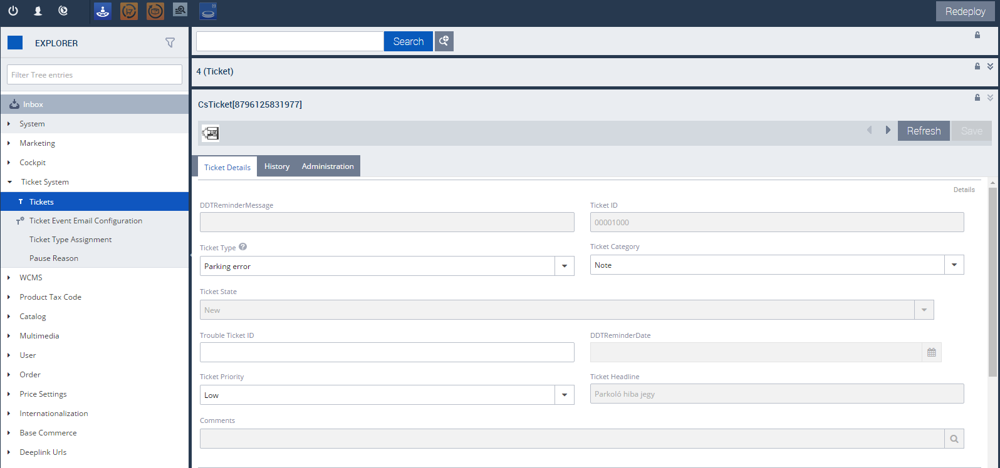 Redeploy
EXPLORER
Filter Tree entries
Inbox
System
Marketing
Cockpit
Ticket System
T Tickets
T Ticket Event Email Configuration
Ticket Type Assignment
Pause Reason
WCMS
Product Tax Code
Catalog
Multimedia
User
Order
Price Settings
Internationalization
Base Commerce
Deeplink Urls
Search
4 (Ticket)
CsTicket[8796125831977]
Refresh Save
Ticket Details History Administration
Details
DDTReminderMessage
Ticket ID
00001000
Ticket Type ?
Parking error
Ticket Category
Note
Ticket State
New
Trouble Ticket ID
DDTReminderDate
Ticket Priority
Low
Ticket Headline
Parkoló hiba jegy
Comments